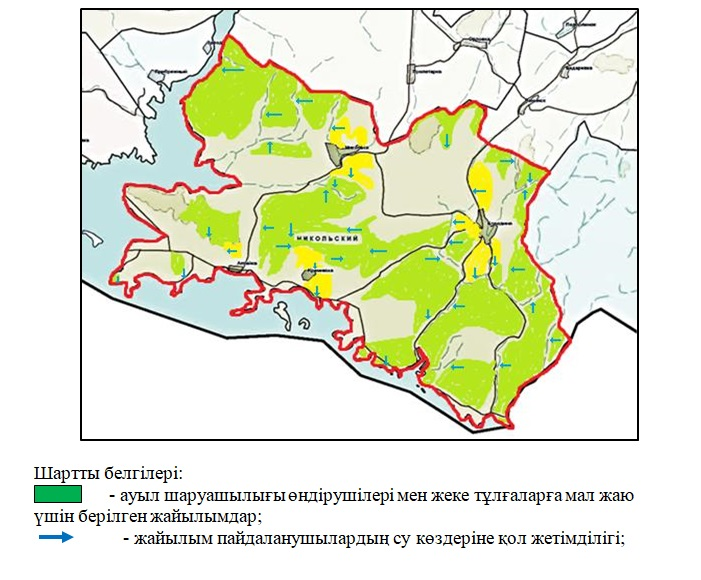 НИКОЛЬСКИЙ
Шартты белгілері:
- ауыл шаруашылығы өндірушілері мен жеке тұлғаларға мал жаю
үшін берілген жайылымдар;
- жайылым пайдаланушылардың су көздеріне қол жетімділігі;